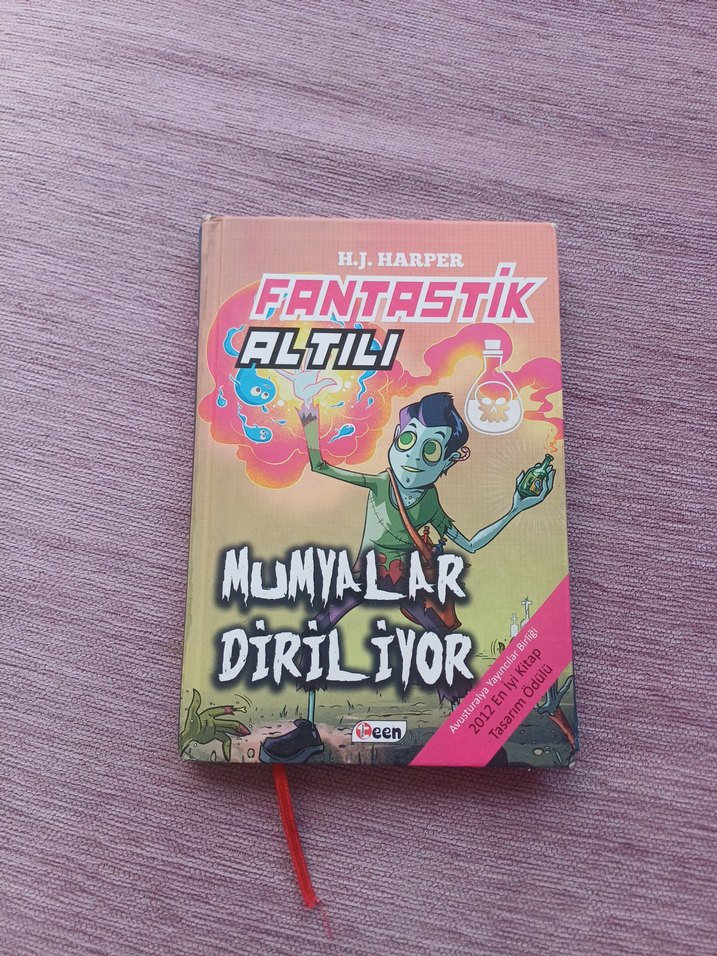 H.J. HARPER
FANTASTİK
ALTILI
MUMYALAR
DİRİLİYOR
Avusturalya Yayıncılar Birliği
2012 En İyi Kitap
Tasarım Ödülü
teen